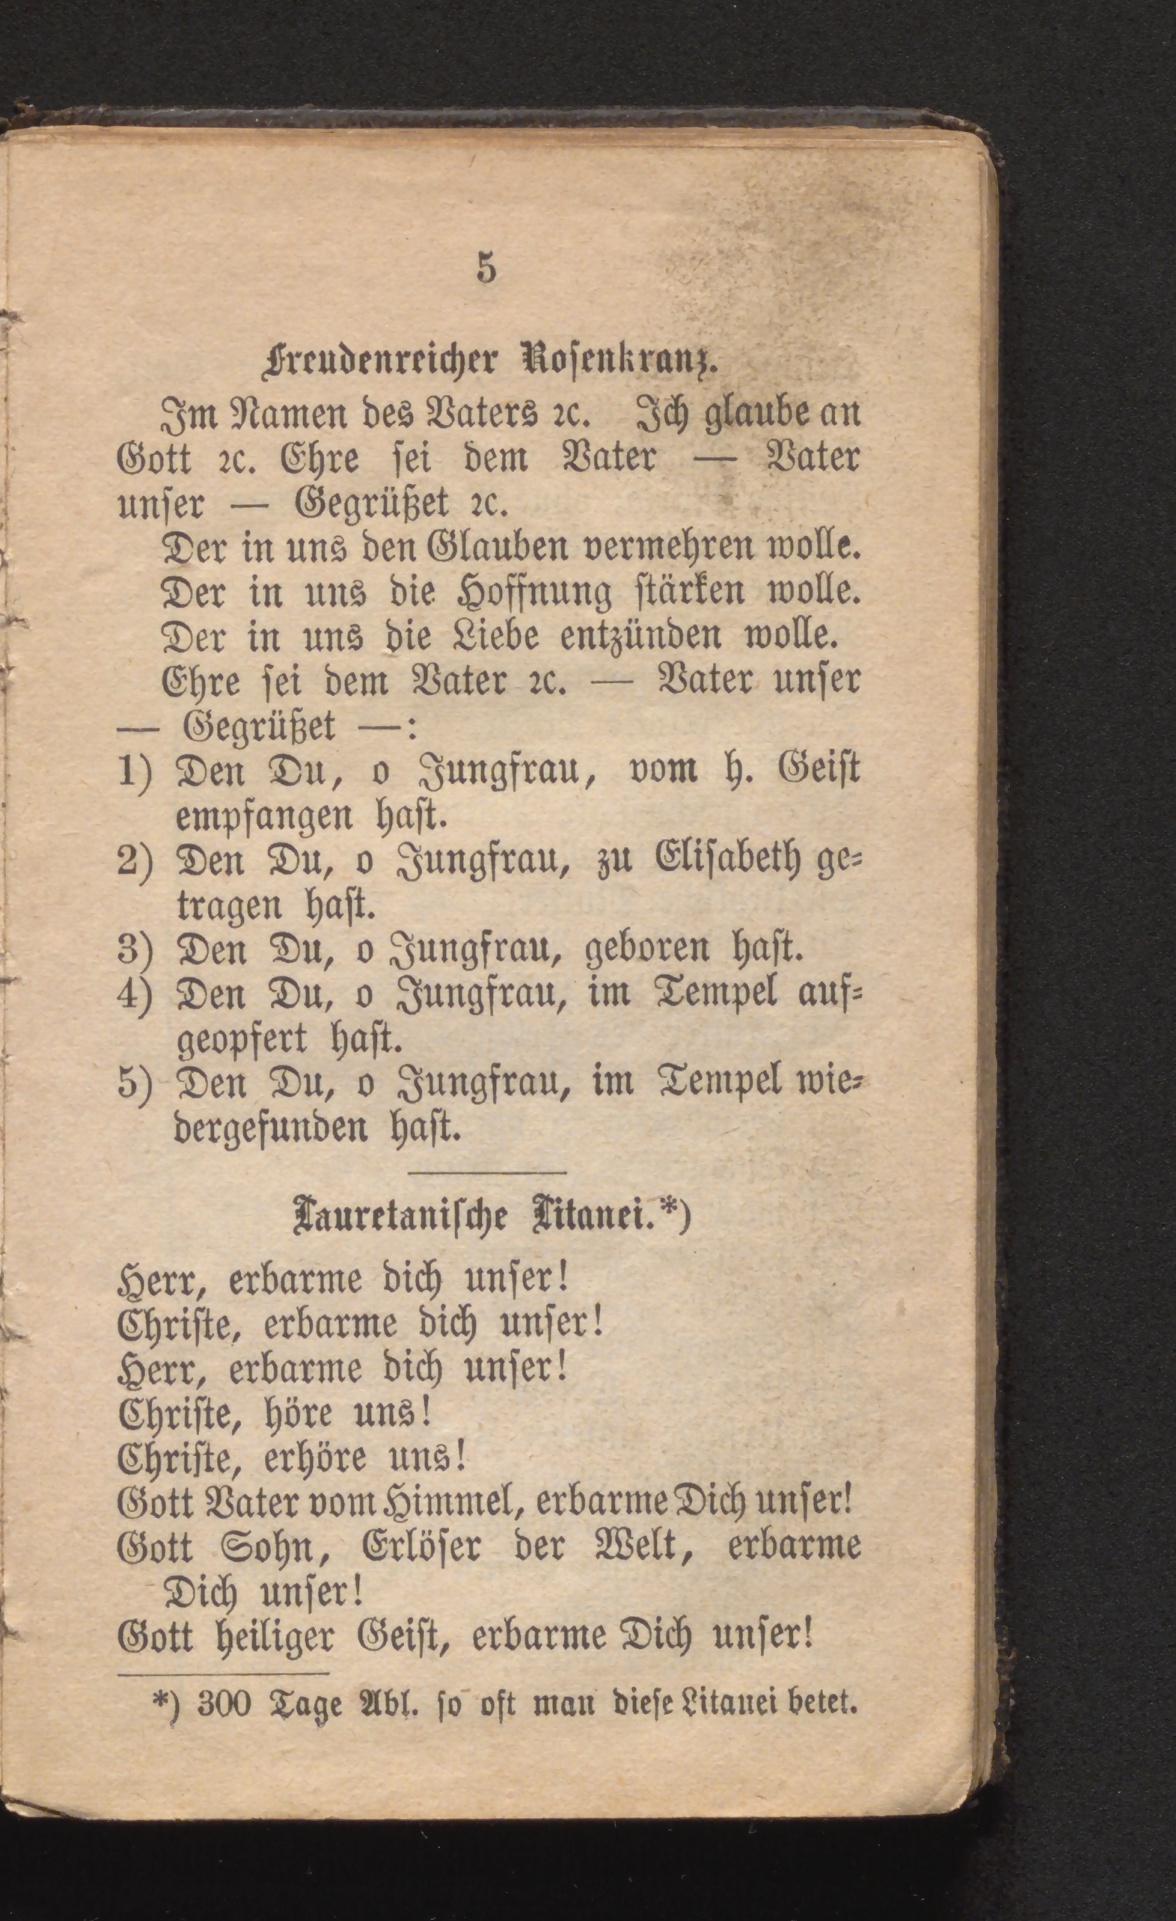 5
Freudenreicher Rosenkranz.
Im Namen des Vaters ꝛc. Ich glaube an
Gott ꝛc. Ehre sei dem Vater — Vater
unser — Gegrüßet ꝛc.
Der in uns den Glauben vermehren wolle.
Der in uns die Hoffnung stärken wolle.
Der in uns die Liebe entzünden wolle.
Ehre sei dem Vater ꝛc. — Vater unser
— Gegrüßet —:
1) Den Du, o Jungfrau, vom h. Geist
empfangen hast.
2) Den Du, o Jungfrau, zu Elisabeth ge-
tragen hast.
3) Den Du, o Jungfrau, geboren hast.
4) Den Du, o Jungfrau, im Tempel auf-
geopfert hast.
5) Den Du, o Jungfrau, im Tempel wie-
dergefunden hast.
Lauretanische Litanei.*)
Herr, erbarme dich unser!
Christe, erbarme dich unser!
Herr, erbarme dich unser!
Christe, höre uns!
Christe, erhöre uns!
Gott Vater vom Himmel, erbarme Dich unser!
Gott Sohn, Erlöser der Welt, erbarme
Dich unser!
Gott heiliger Geist, erbarme Dich unser!
*) 300 Tage Abl. so oft man diese Litanei betet.